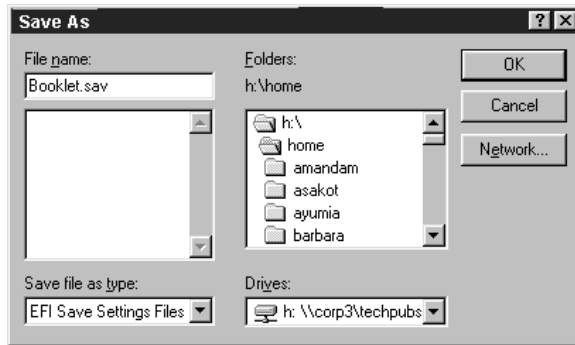 Save As
File name:
Booklet.sav
Folders:
h:\home
h:\
home
amandam
asakot
ayumia
barbara
OK
Cancel
Network...
Save file as type:
EFI Save Settings Files
Drives:
h: \\corp3\techpubs